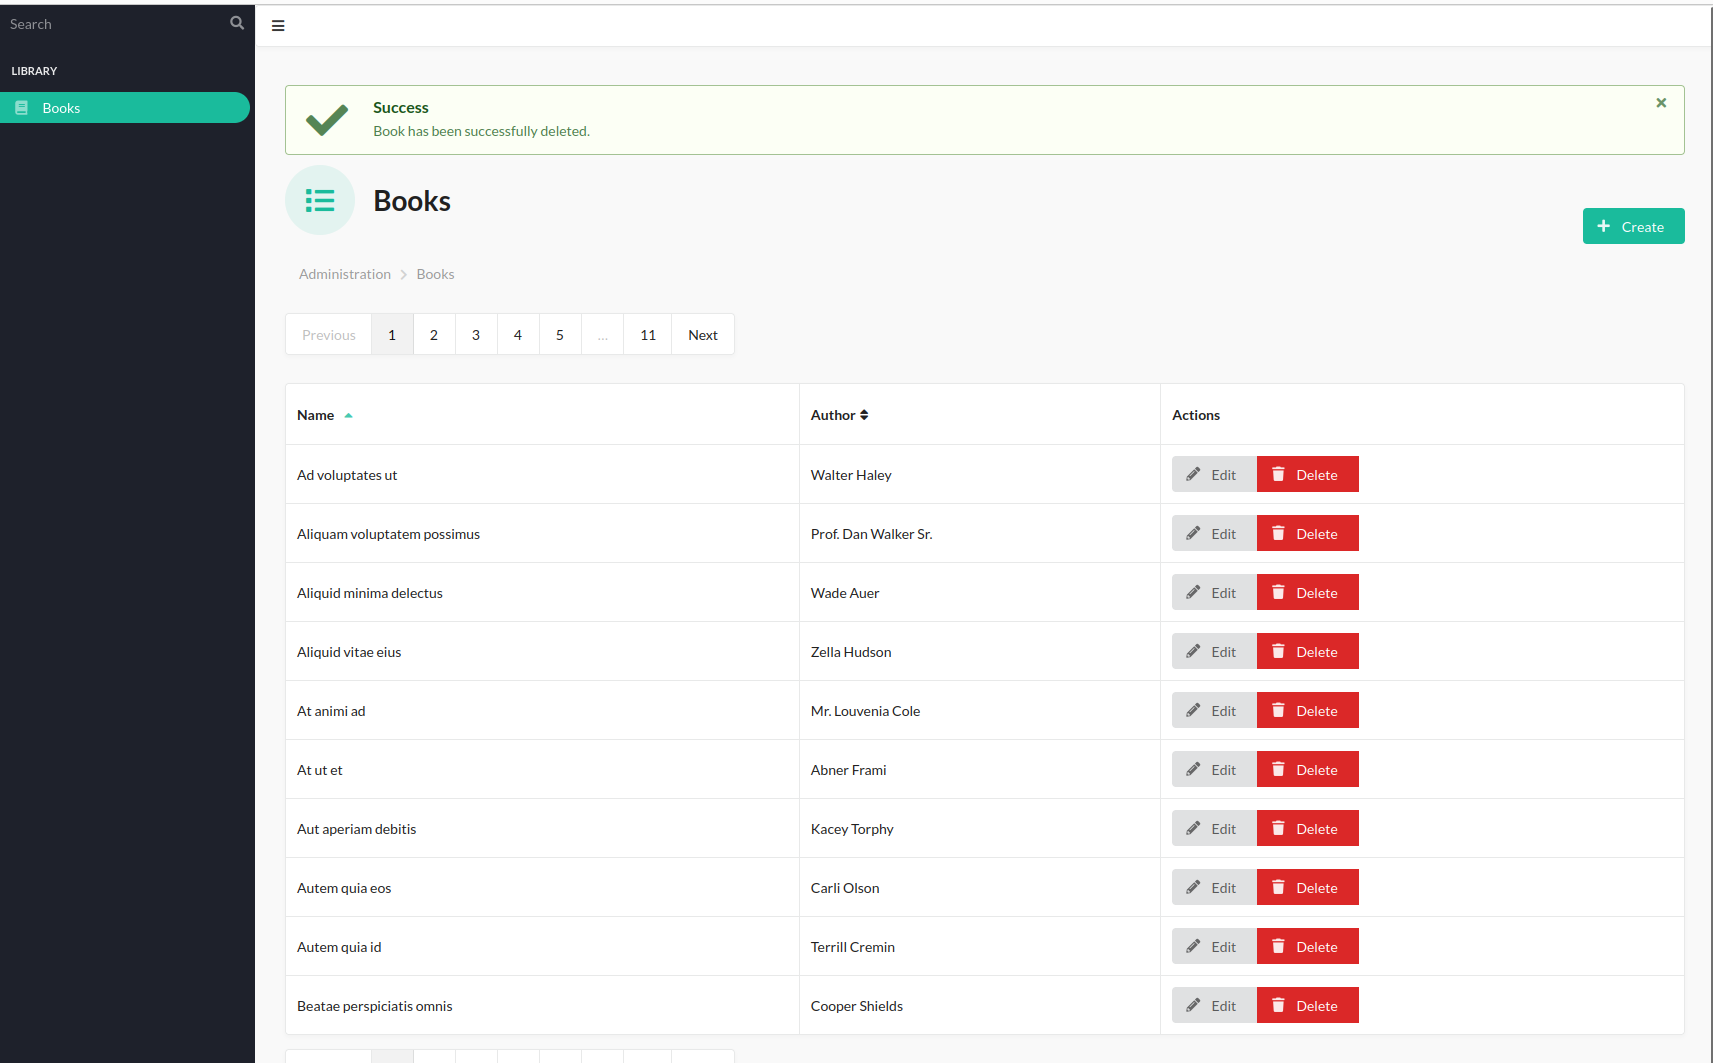 Search
LIBRARY
Books
Success
Book has been successfully deleted.
Books
Create
Administration Books
Previous 1 2 3 4 5 ... 11 Next
Name Author Actions
Ad voluptates ut Walter Haley Edit Delete
Aliquam voluptatem possimus Prof. Dan Walker Sr. Edit Delete
Aliquid minima delectus Wade Auer Edit Delete
Aliquid vitae eius Zella Hudson Edit Delete
At animi ad Mr. Louvenia Cole Edit Delete
At ut et Abner Frami Edit Delete
Aut aperiam debitis Kacey Torphy Edit Delete
Autem quia eos Carli Olson Edit Delete
Autem quia id Terrill Cremin Edit Delete
Beatae perspiciatis omnis Cooper Shields Edit Delete